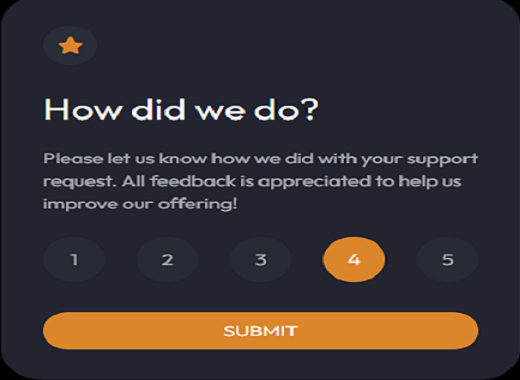 How did we do?
Please let us know how we did with your support
request. All feedback is appreciated to help us
improve our offering!
1 2 3 4 5
SUBMIT